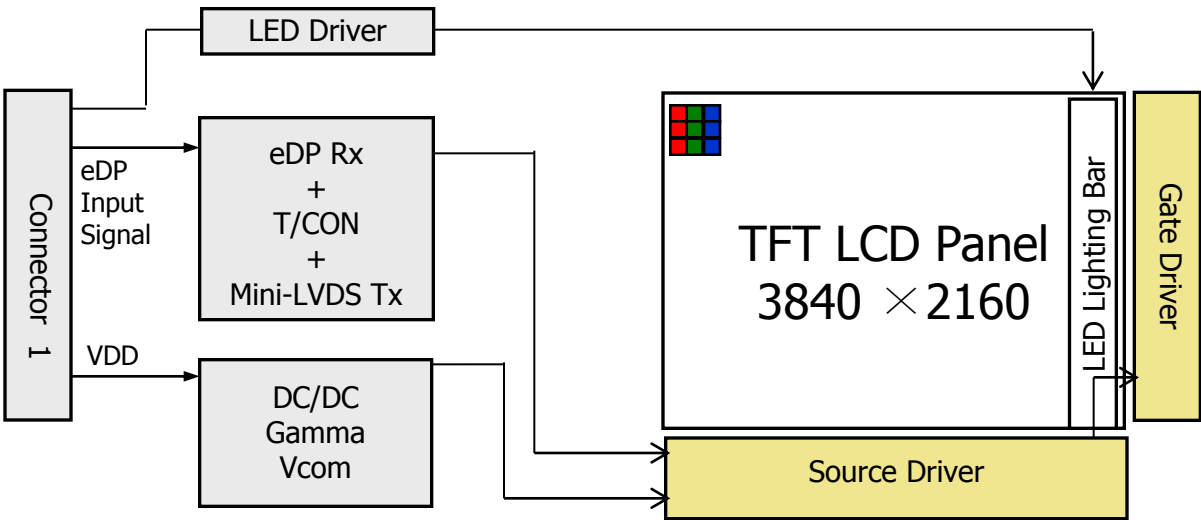 LED Driver
Connector 1
eDP
Input
Signal
eDP Rx
+
T/CON
+
Mini-LVDS Tx
VDD
DC/DC
Gamma
Vcom
TFT LCD Panel
3840 ×2160
LED Lighting Bar
Gate Driver
Source Driver